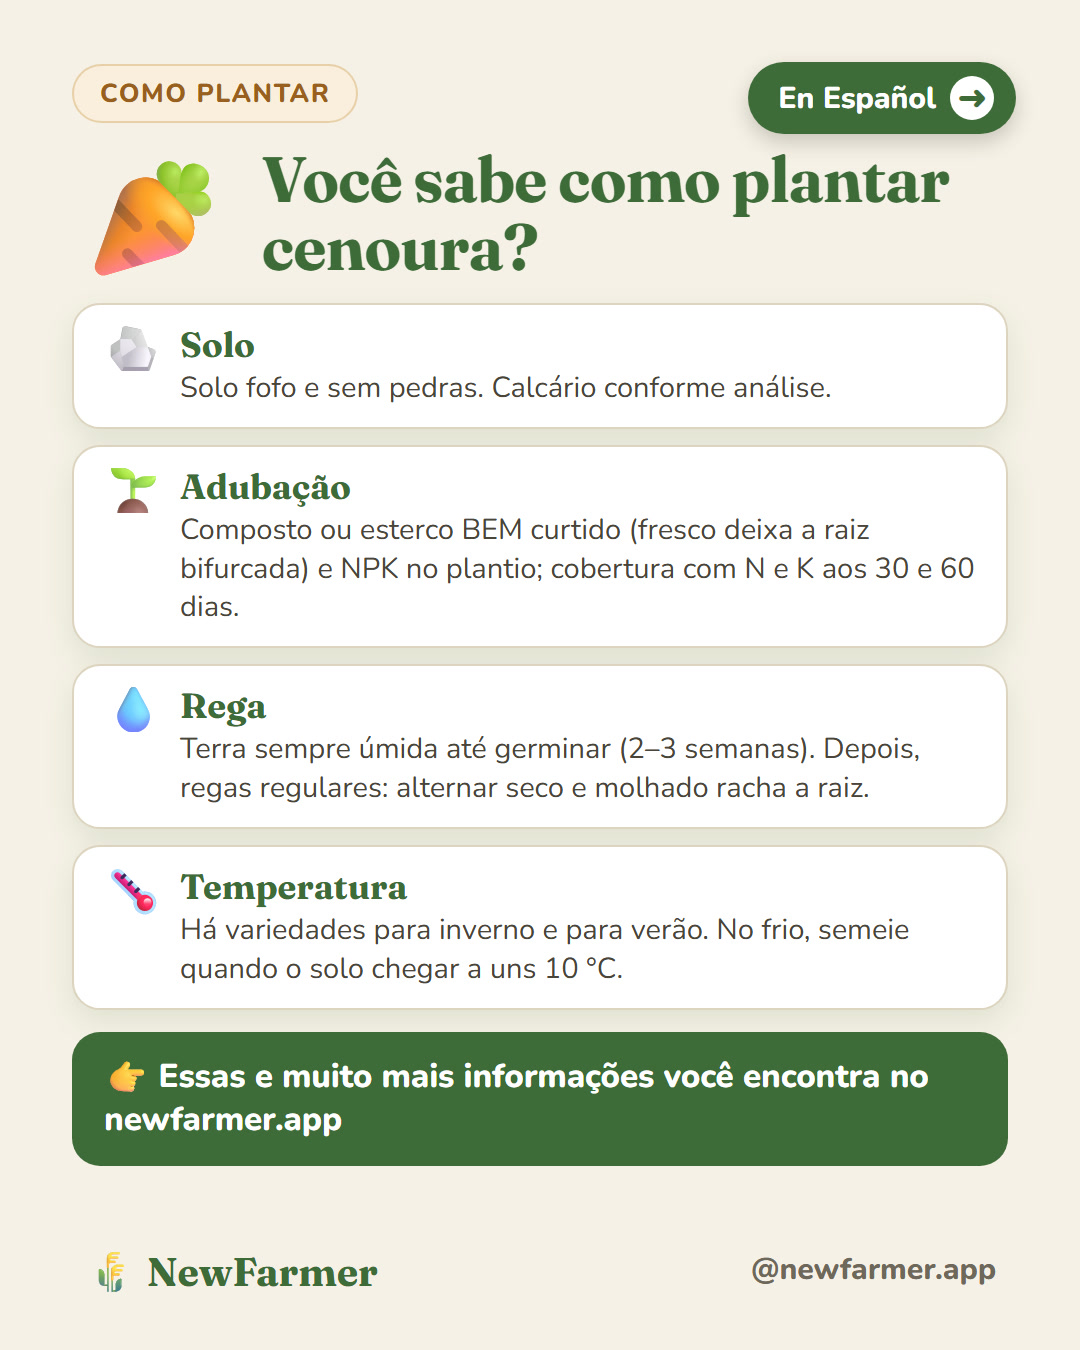 COMO PLANTAR
En Español
Você sabe como plantar
cenoura?
Solo
Solo fofo e sem pedras. Calcário conforme análise.
Adubação
Composto ou esterco BEM curtido (fresco deixa a raiz
bifurcada) e NPK no plantio; cobertura com N e K aos 30 e 60
dias.
Rega
Terra sempre úmida até germinar (2–3 semanas). Depois,
regas regulares: alternar seco e molhado racha a raiz.
Temperatura
Há variedades para inverno e para verão. No frio, semeie
quando o solo chegar a uns 10 °C.
Essas e muito mais informações você encontra no
newfarmer.app
NewFarmer
@newfarmer.app